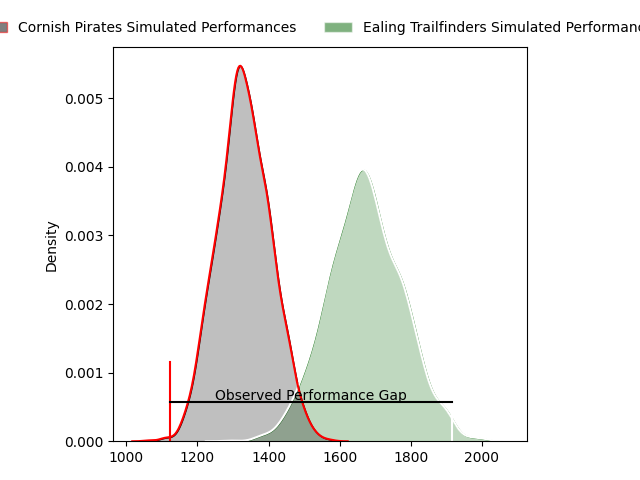 Cornish Pirates Simulated Performances
Ealing Trailfinders Simulated
Density
0.005
0.004
0.003
0.002
0.001
0.000
Observed Performance Gap
1000 1200 1400 1600 1800 2000